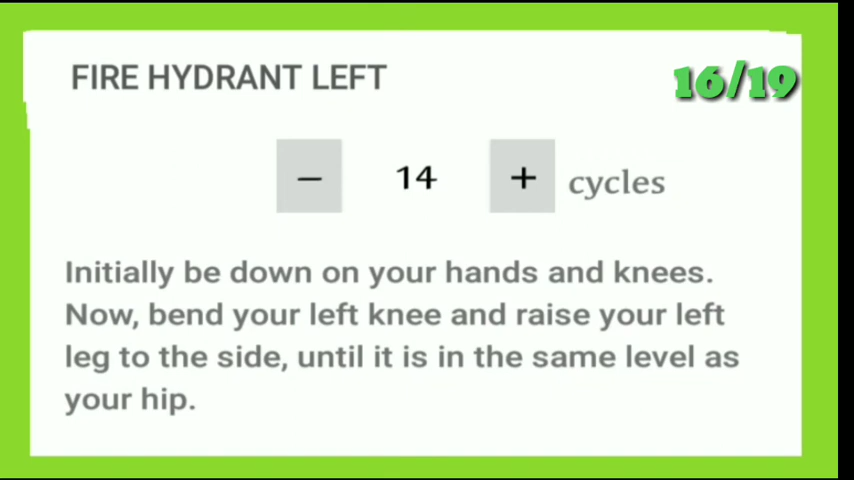 FIRE HYDRANT LEFT
16/19
− 14 + cycles
Initially be down on your hands and knees.
Now, bend your left knee and raise your left
leg to the side, until it is in the same level as
your hip.